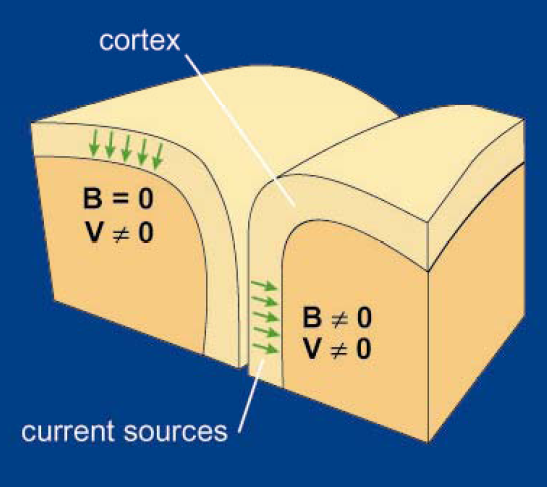 cortex
B = 0
V ≠ 0
B ≠ 0
V ≠ 0
current sources